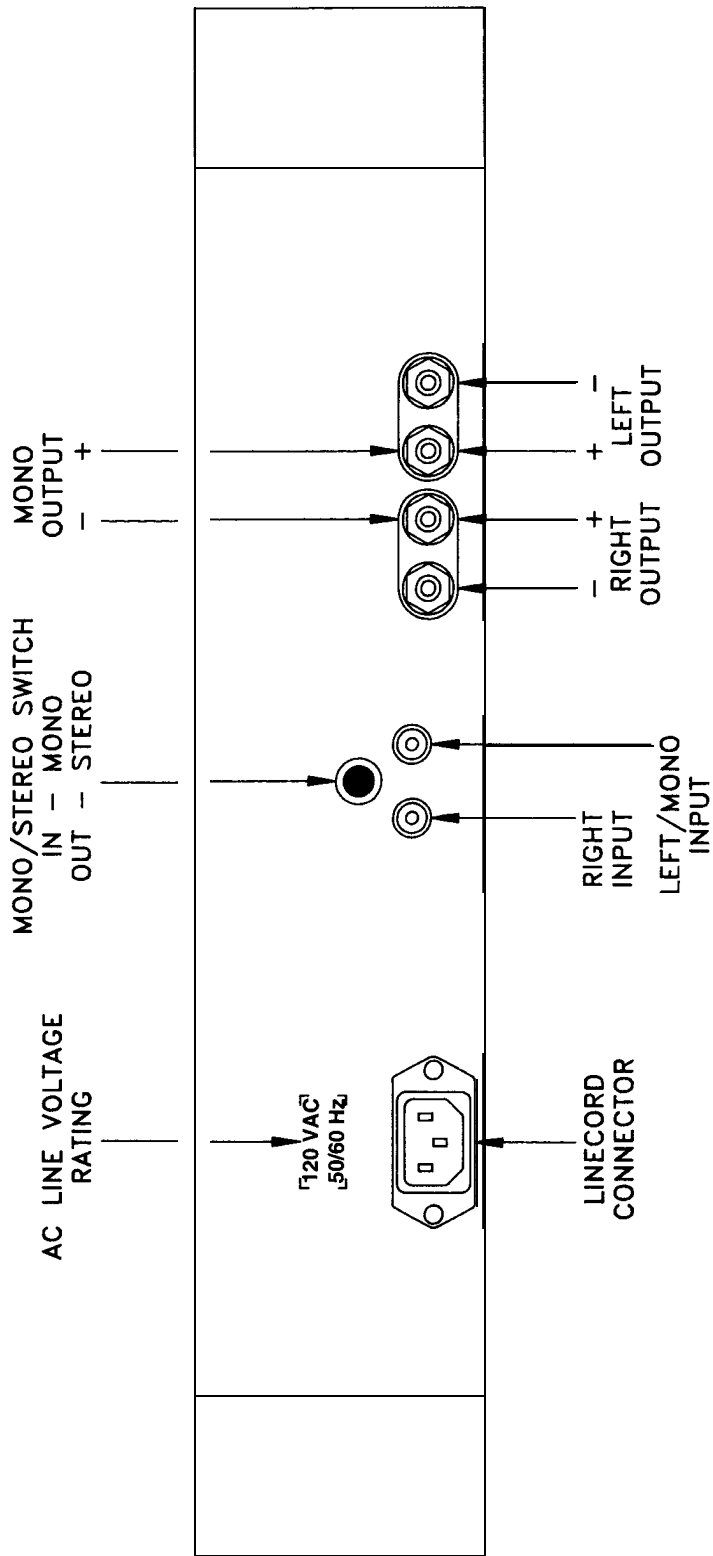 AC LINE VOLTAGE
RATING
MONO/STEREO SWITCH
IN – MONO
OUT – STEREO
MONO
OUTPUT
– +
120 VAC
50/60 Hz
LINECORD
CONNECTOR
RIGHT
INPUT
LEFT/MONO
INPUT
– +
RIGHT
OUTPUT
+ –
LEFT
OUTPUT